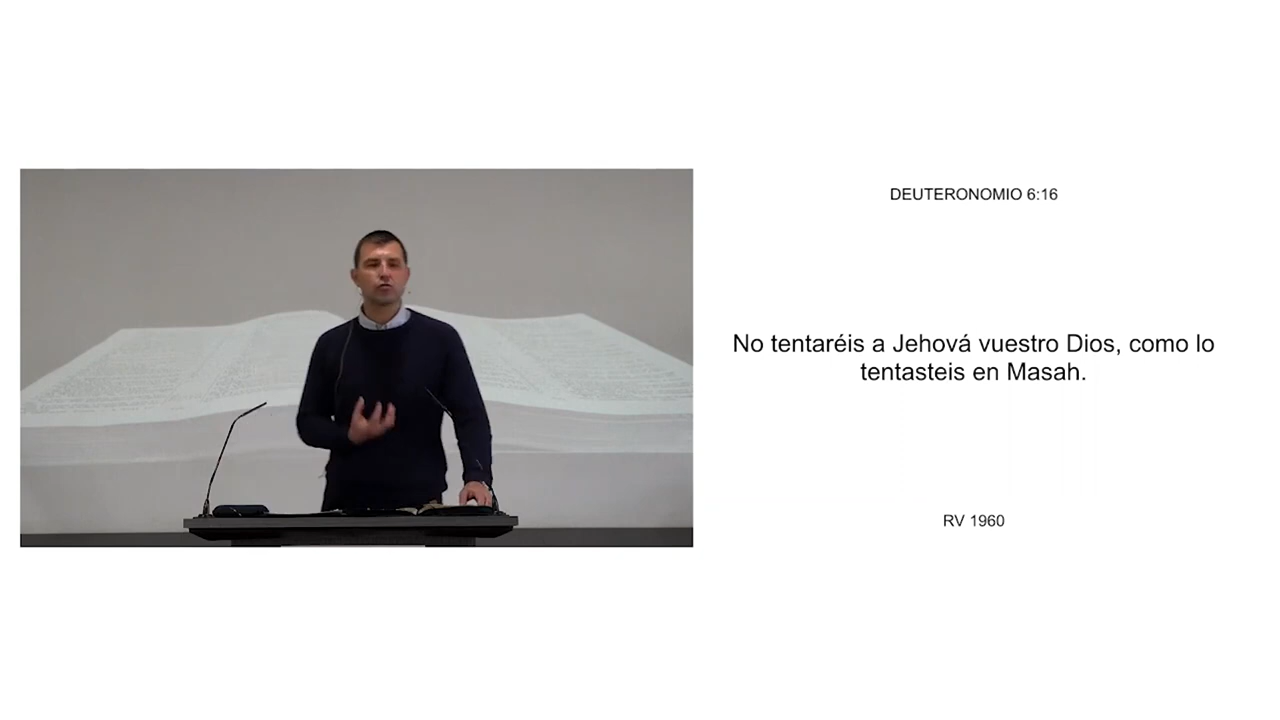 DEUTERONOMIO 6:16
No tentaréis a Jehová vuestro Dios, como lo
tentasteis en Masah.
RV 1960